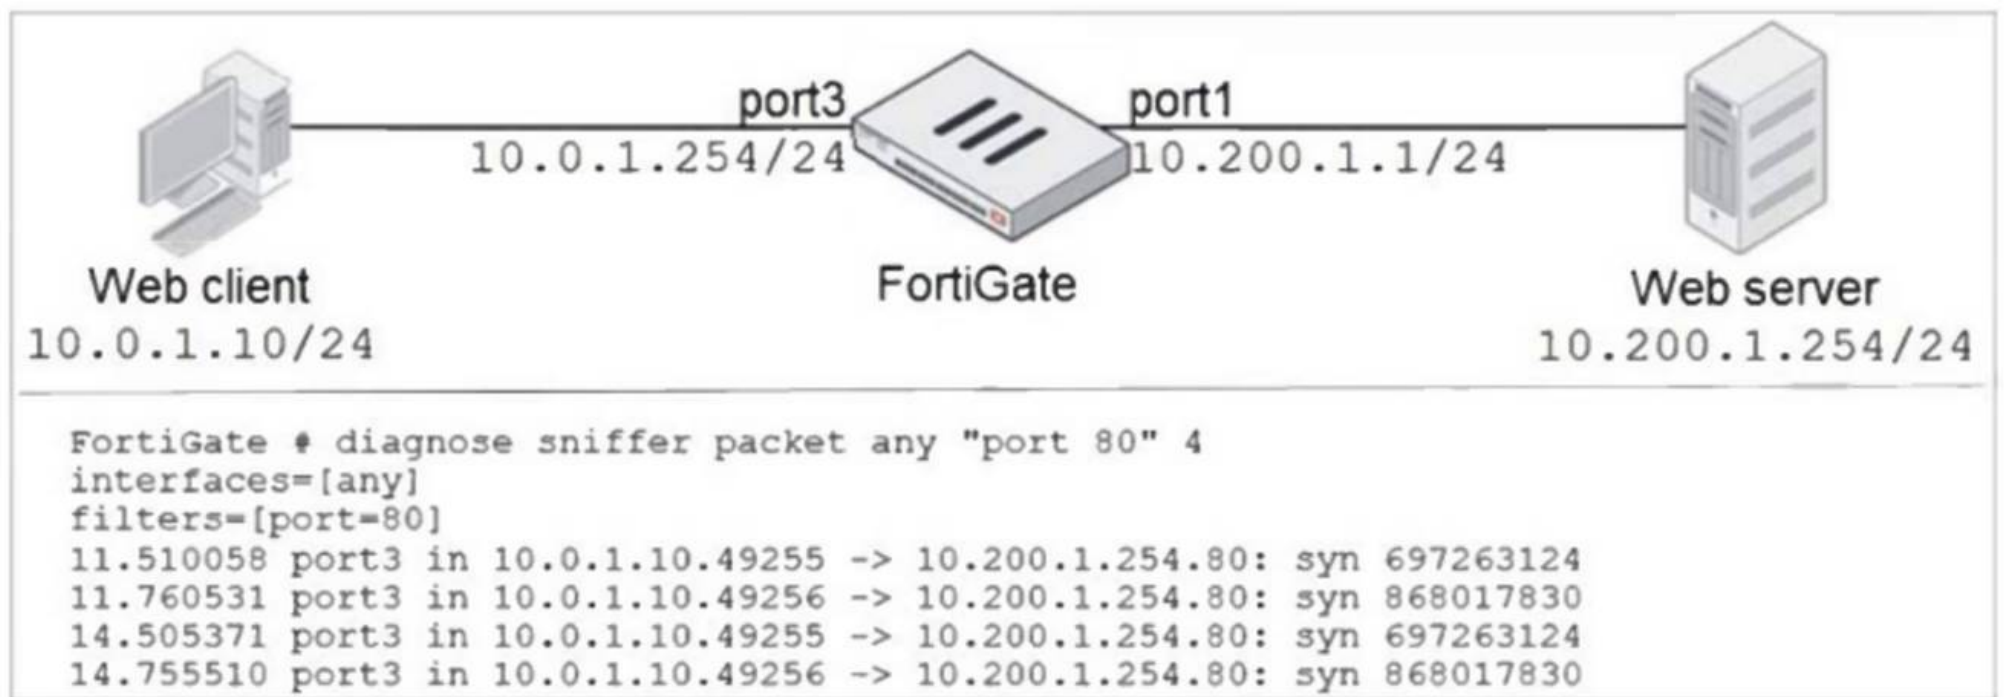 port3 port1
10.0.1.254/24 10.200.1.1/24
Web client FortiGate Web server
10.0.1.10/24 10.200.1.254/24
FortiGate # diagnose sniffer packet any "port 80" 4
interfaces=[any]
filters=[port=80]
11.510058 port3 in 10.0.1.10.49255 -> 10.200.1.254.80: syn 697263124
11.760531 port3 in 10.0.1.10.49256 -> 10.200.1.254.80: syn 868017830
14.505371 port3 in 10.0.1.10.49255 -> 10.200.1.254.80: syn 697263124
14.755510 port3 in 10.0.1.10.49256 -> 10.200.1.254.80: syn 868017830